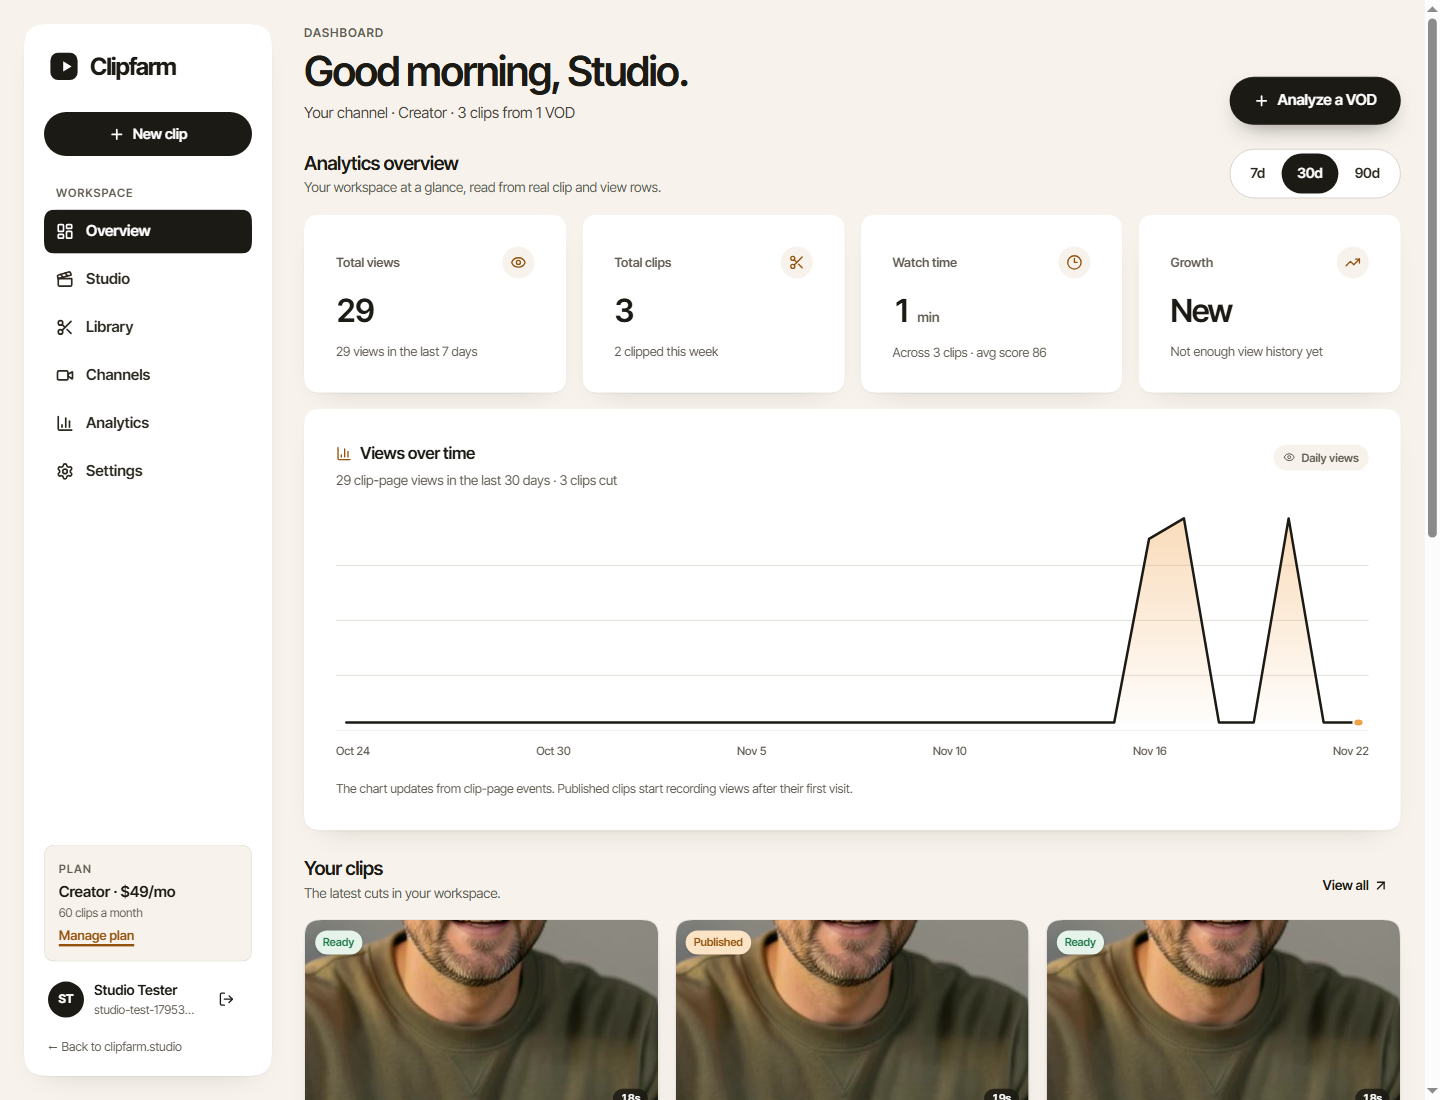 Clipfarm
New clip
WORKSPACE
Overview
Studio
Library
Channels
Analytics
Settings
PLAN
Creator · $49/mo
60 clips a month
Manage plan
ST
Studio Tester
studio-test-17953...
← Back to clipfarm.studio
DASHBOARD
Good morning, Studio.
Your channel · Creator · 3 clips from 1 VOD
Analyze a VOD
Analytics overview
Your workspace at a glance, read from real clip and view rows.
7d 30d 90d
Total views
29
29 views in the last 7 days
Total clips
3
2 clipped this week
Watch time
1 min
Across 3 clips · avg score 86
Growth
New
Not enough view history yet
Views over time
29 clip-page views in the last 30 days · 3 clips cut
Daily views
Oct 24 Oct 30 Nov 5 Nov 10 Nov 16 Nov 22
The chart updates from clip-page events. Published clips start recording views after their first visit.
Your clips
The latest cuts in your workspace.
View all
Ready
18s
Published
19s
Ready
18s